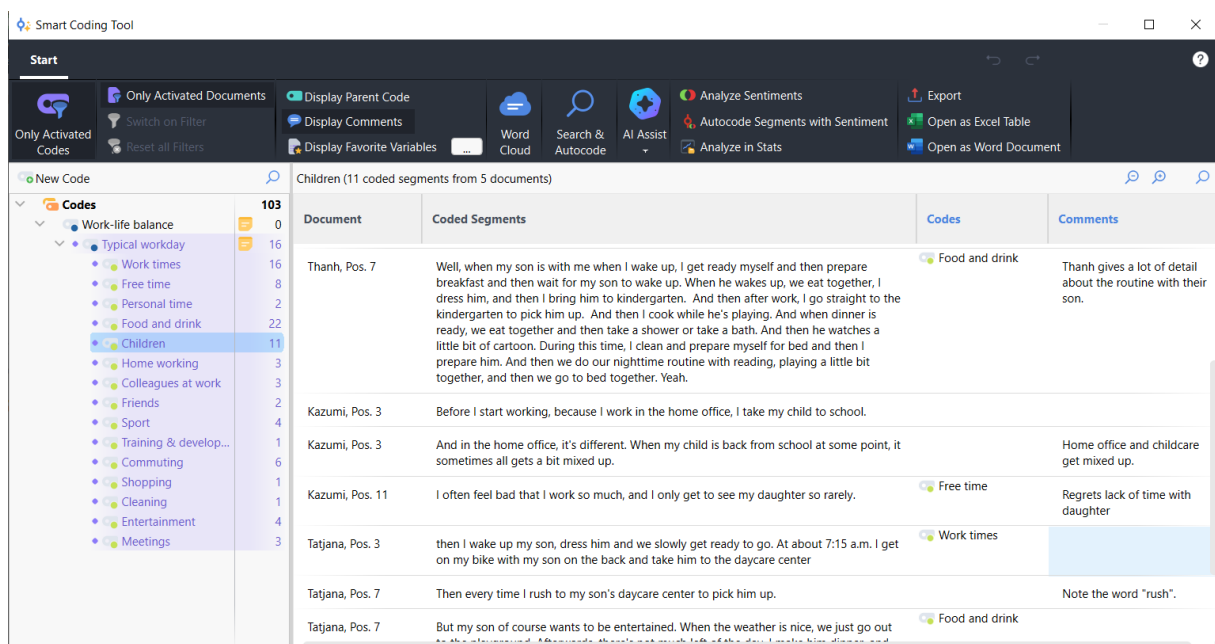 Smart Coding Tool
Start
Only Activated Codes
Only Activated Documents
Switch on Filter
Reset all Filters
Display Parent Code
Display Comments
Display Favorite Variables ...
Word Cloud
Search & Autocode
AI Assist
Analyze Sentiments
Autocode Segments with Sentiment
Analyze in Stats
Export
Open as Excel Table
Open as Word Document
New Code
Codes 103
Work-life balance 0
Typical workday 16
Work times 16
Free time 8
Personal time 2
Food and drink 22
Children 11
Home working 3
Colleagues at work 3
Friends 2
Sport 4
Training & develop... 1
Commuting 6
Shopping 1
Cleaning 1
Entertainment 4
Meetings 3
Children (11 coded segments from 5 documents)
Document Coded Segments Codes Comments
Thanh, Pos. 7
Well, when my son is with me when I wake up, I get ready myself and then prepare
breakfast and then wait for my son to wake up. When he wakes up, we eat together, I
dress him, and then I bring him to kindergarten. And then after work, I go straight to the
kindergarten to pick him up. And then I cook while he's playing. And when dinner is
ready, we eat together and then take a shower or take a bath. And then he watches a
little bit of cartoon. During this time, I clean and prepare myself for bed and then I
prepare him. And then we do our nighttime routine with reading, playing a little bit
together, and then we go to bed together. Yeah.
Food and drink
Thanh gives a lot of detail
about the routine with their
son.
Kazumi, Pos. 3
Before I start working, because I work in the home office, I take my child to school.
Kazumi, Pos. 3
And in the home office, it's different. When my child is back from school at some point, it
sometimes all gets a bit mixed up.
Home office and childcare
get mixed up.
Kazumi, Pos. 11
I often feel bad that I work so much, and I only get to see my daughter so rarely.
Free time
Regrets lack of time with
daughter
Tatjana, Pos. 3
then I wake up my son, dress him and we slowly get ready to go. At about 7:15 a.m. I get
on my bike with my son on the back and take him to the daycare center
Work times
Tatjana, Pos. 7
Then every time I rush to my son's daycare center to pick him up.
Note the word "rush".
Tatjana, Pos. 7
But my son of course wants to be entertained. When the weather is nice, we just go out
Food and drink